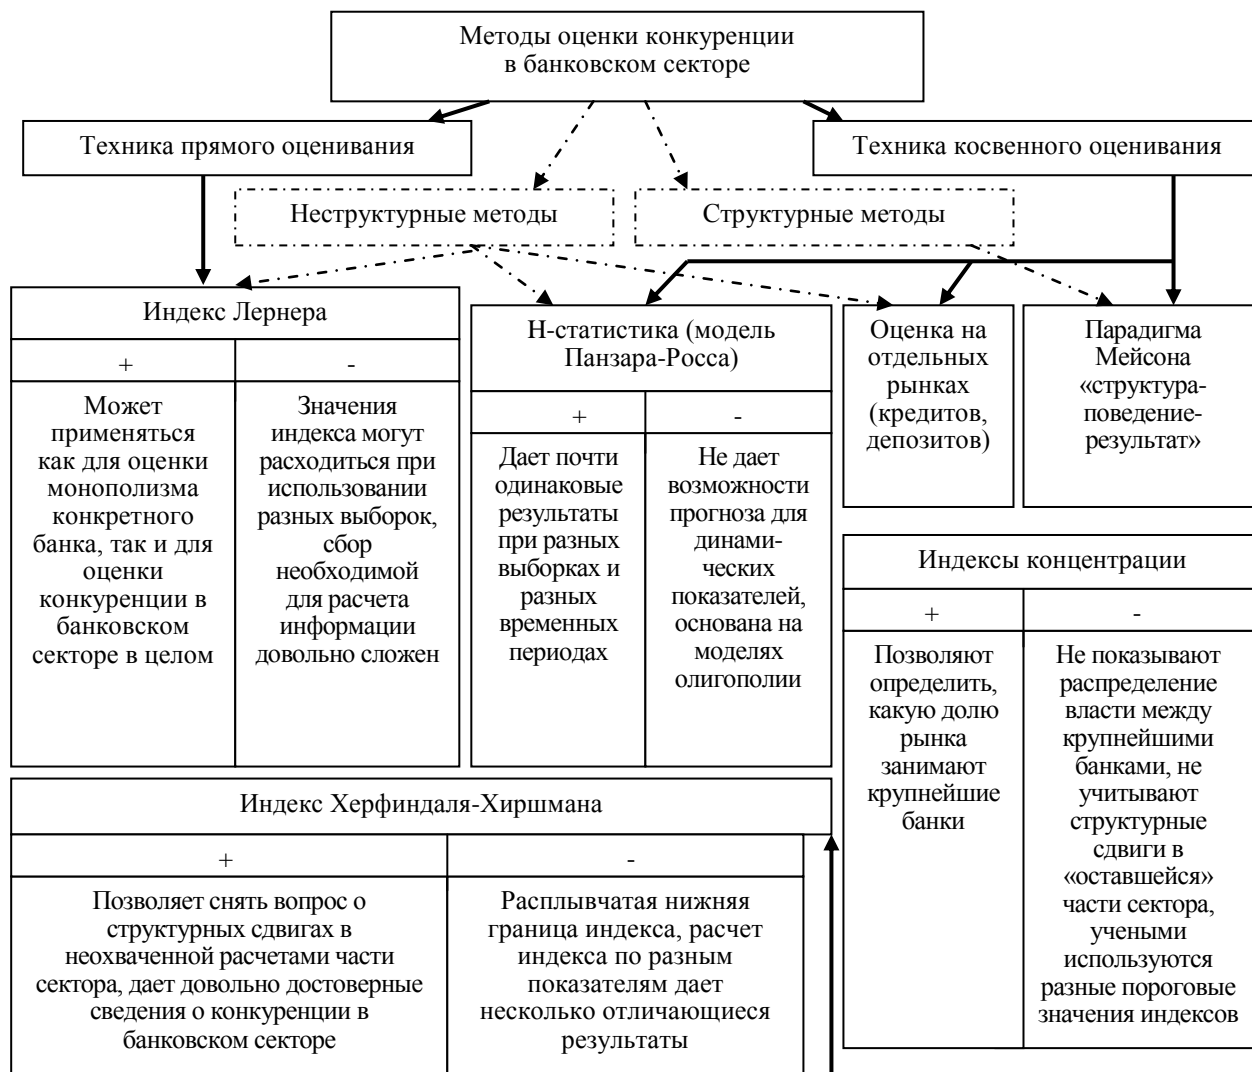 Методы оценки конкуренции
в банковском секторе
Техника прямого оценивания
Техника косвенного оценивания
Неструктурные методы
Структурные методы
Индекс Лернера
+
-
Может
применяться
как для оценки
монополизма
конкретного
банка, так и для
оценки
конкуренции в
банковском
секторе в целом
Значения
индекса могут
расходиться при
использовании
разных выборок,
сбор
необходимой
для расчета
информации
довольно сложен
Н-статистика (модель
Панзара-Росса)
+
-
Дает почти
одинаковые
результаты
при разных
выборках и
разных
временных
периодах
Не дает
возможности
прогноза для
динами-
ческих
показателей,
основана на
моделях
олигополии
Оценка на
отдельных
рынках
(кредитов,
депозитов)
Парадигма
Мейсона
«структура-
поведение-
результат»
Индексы концентрации
+
-
Позволяют
определить,
какую долю
рынка
занимают
крупнейшие
банки
Не показывают
распределение
власти между
крупнейшими
банками, не
учитывают
структурные
сдвиги в
«оставшейся»
части сектора,
учеными
используются
разные пороговые
значения индексов
Индекс Херфиндаля-Хиршмана
+
-
Позволяет снять вопрос о
структурных сдвигах в
неохваченной расчетами части
сектора, дает довольно достоверные
сведения о конкуренции в
банковском секторе
Расплывчатая нижняя
граница индекса, расчет
индекса по разным
показателям дает
несколько отличающиеся
результаты